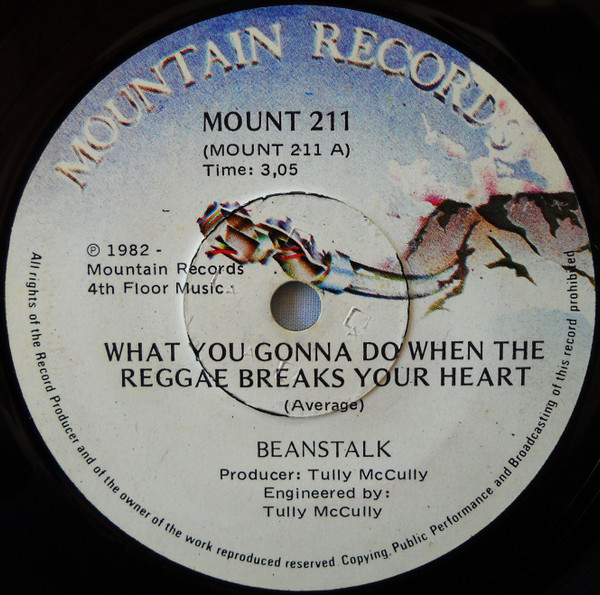 MOUNTAIN RECORDS
MOUNT 211
(MOUNT 211 A)
Time: 3,05
℗ 1982 -
Mountain Records
4th Floor Music.
WHAT YOU GONNA DO WHEN THE
REGGAE BREAKS YOUR HEART
(Average)
BEANSTALK
Producer: Tully McCully
Engineered by:
Tully McCully
All rights of the Record Producer and of the owner of the work reproduced reserved. Copying, Public Performance and Broadcasting of this record prohibited